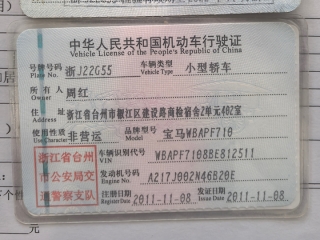 中华人民共和国机动车行驶证
Vehicle License of the People's Republic of China
号牌号码 Plate No. 浙J22G55 车辆类型 Vehicle Type 小型轿车
所有人 Owner 周红
住址 Address 浙江省台州市椒江区建设路商检宿舍2单元402室
使用性质 Use Character 非营运 品牌型号 Model 宝马WBAPF710
浙江省台州市公安局交通警察支队
车辆识别代号 VIN WBAPF7108BE812511
发动机号码 Engine No. A217J002N46B20E
注册日期 Register Date 2011-11-08 发证日期 Issue Date 2011-11-08